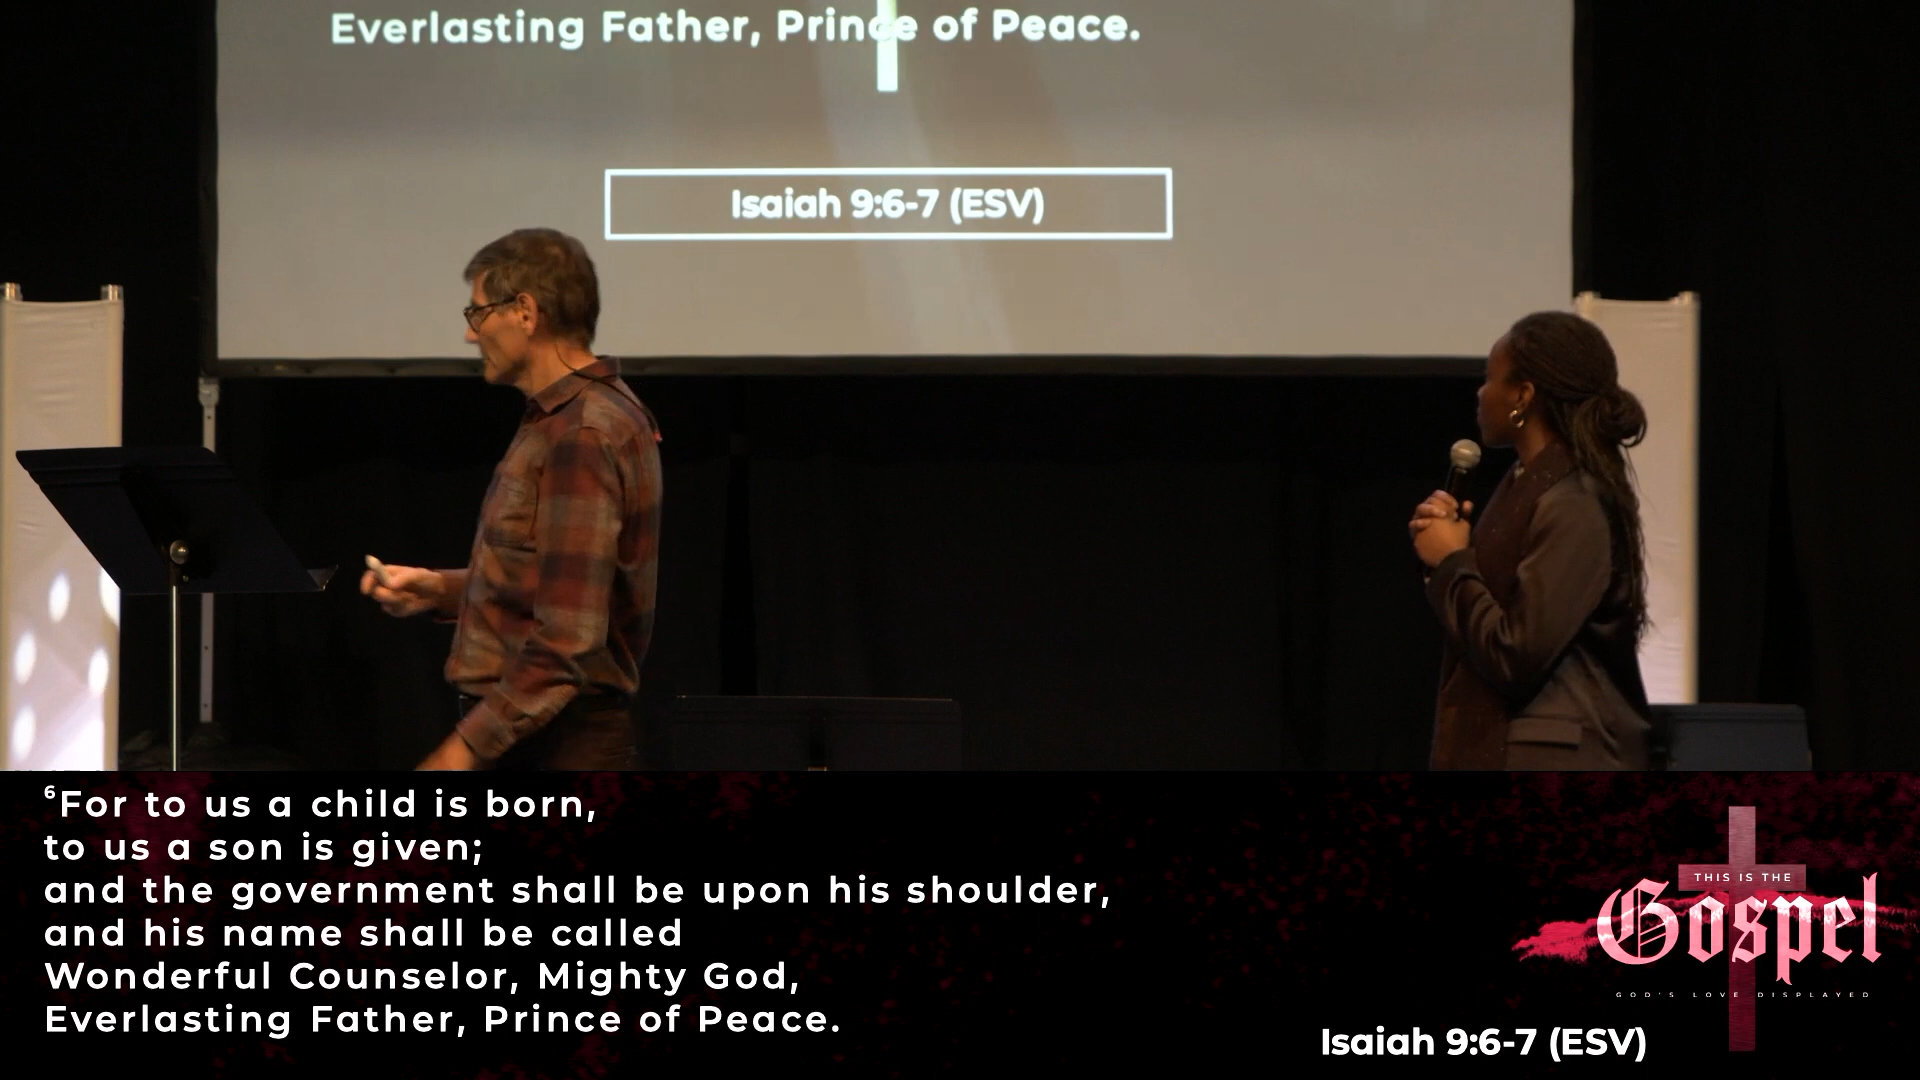 Everlasting Father, Prince of Peace.
Isaiah 9:6-7 (ESV)
⁶For to us a child is born,
to us a son is given;
and the government shall be upon his shoulder,
and his name shall be called
Wonderful Counselor, Mighty God,
Everlasting Father, Prince of Peace.
THIS IS THE
Gospel
GOD'S LOVE DISPLAYED
Isaiah 9:6-7 (ESV)